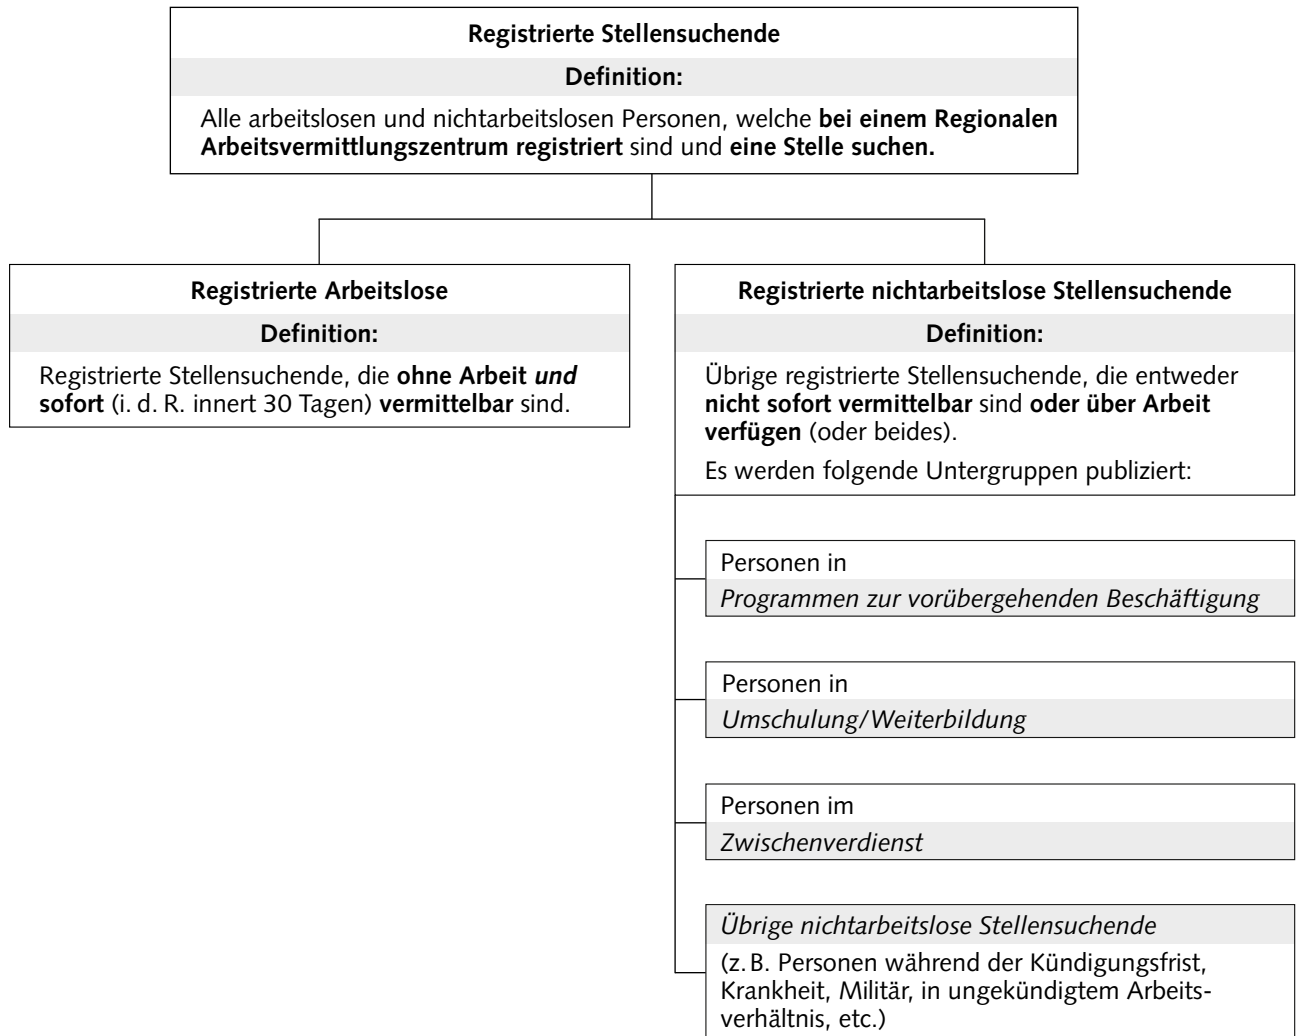 Registrierte Stellensuchende
Definition:
Alle arbeitslosen und nichtarbeitslosen Personen, welche bei einem Regionalen
Arbeitsvermittlungszentrum registriert sind und eine Stelle suchen.
Registrierte Arbeitslose
Definition:
Registrierte Stellensuchende, die ohne Arbeit und
sofort (i. d. R. innert 30 Tagen) vermittelbar sind.
Registrierte nichtarbeitslose Stellensuchende
Definition:
Übrige registrierte Stellensuchende, die entweder
nicht sofort vermittelbar sind oder über Arbeit
verfügen (oder beides).
Es werden folgende Untergruppen publiziert:
Personen in
Programmen zur vorübergehenden Beschäftigung
Personen in
Umschulung/Weiterbildung
Personen im
Zwischenverdienst
Übrige nichtarbeitslose Stellensuchende
(z. B. Personen während der Kündigungsfrist,
Krankheit, Militär, in ungekündigtem Arbeits-
verhältnis, etc.)